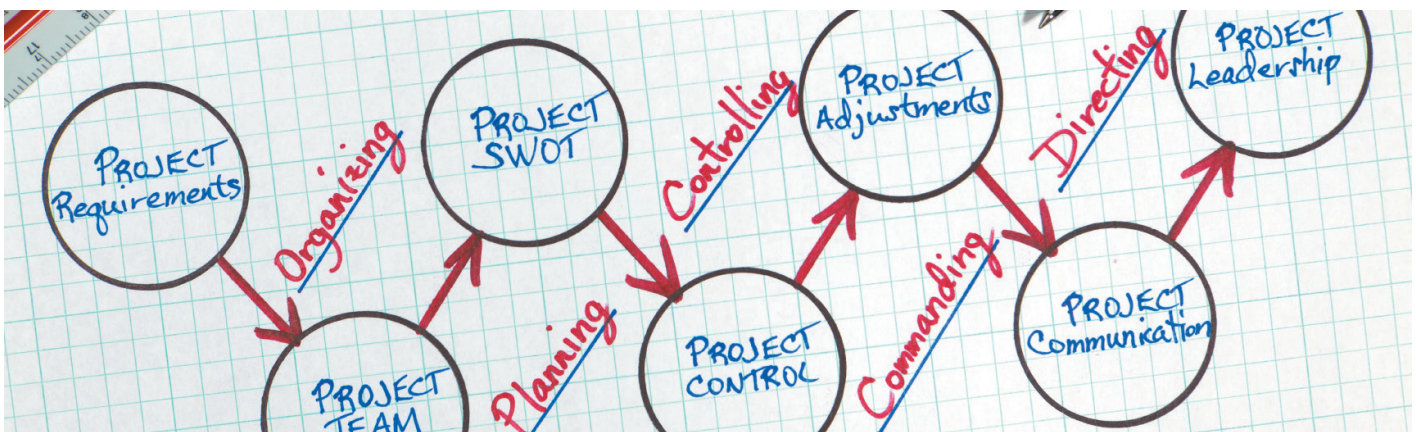 PROJECT
Requirements
Organizing
PROJECT
TEAM
PROJECT
SWOT
Planning
Controlling
PROJECT
CONTROL
PROJECT
Adjustments
Commanding
Directing
PROJECT
Communication
PROJECT
Leadership
17